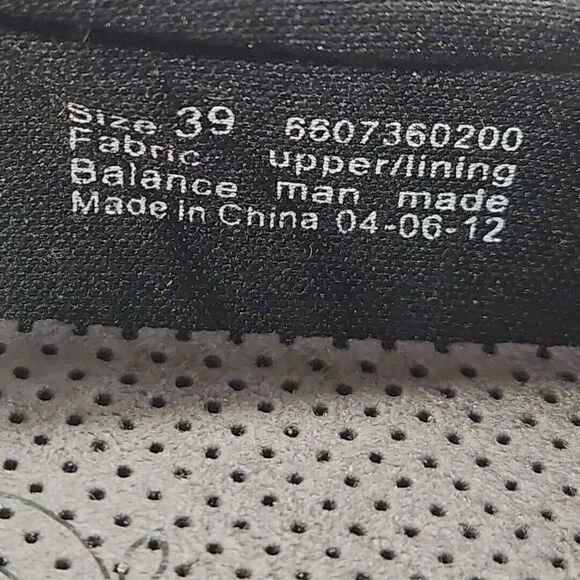 Size 39 6607360200
Fabric upper/lining
Balance man made
Made in China 04-06-12